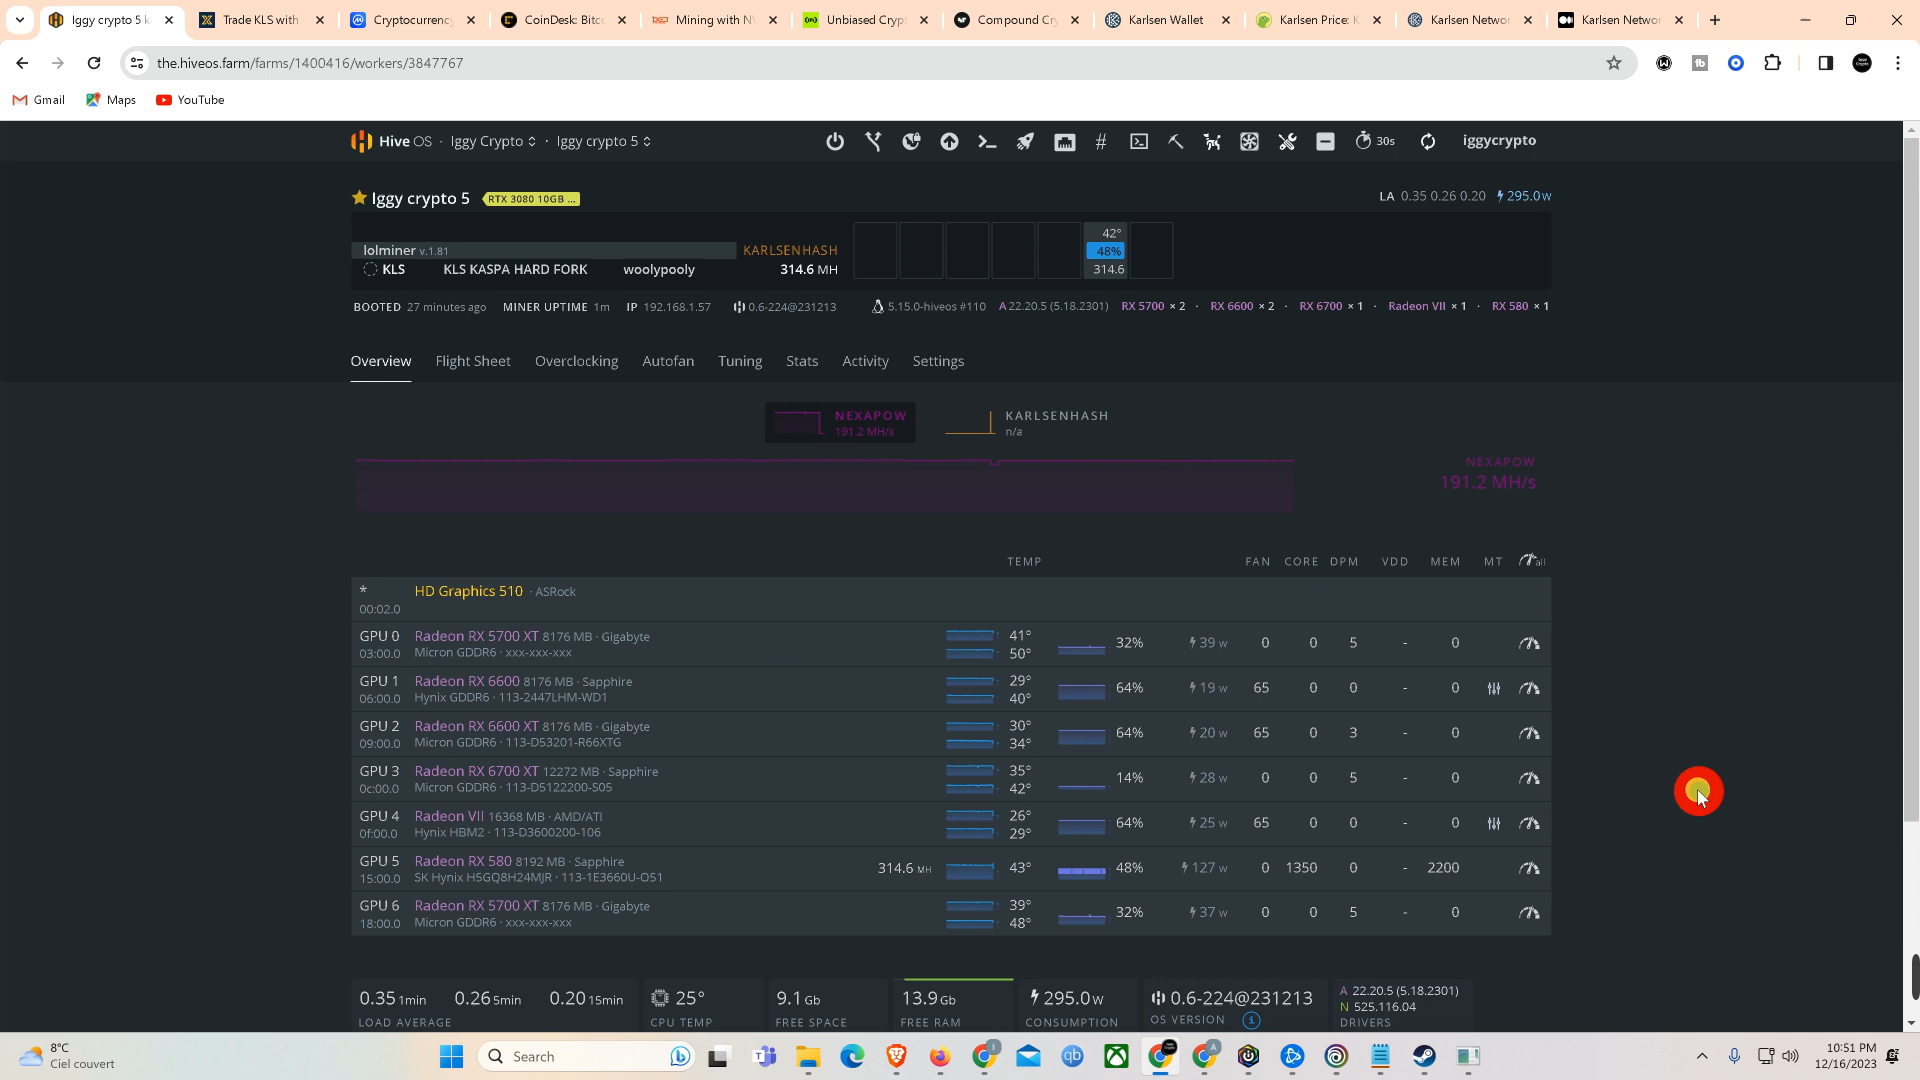 Iggy crypto 5 k
Trade KLS with
Cryptocurrency
CoinDesk: Bitc
Mining with NV
Unbiased Crypt
Compound Cr
Karlsen Wallet
Karlsen Price: K
Karlsen Networ
Karlsen Networ
the.hiveos.farm/farms/1400416/workers/3847767
Gmail Maps YouTube
Hive OS · Iggy Crypto · Iggy crypto 5 30s iggycrypto
Iggy crypto 5 RTX 3080 10GB ... LA 0.35 0.26 0.20 295.0 W
42°
lolminer v.1.81 KARLSENHASH 48%
KLS KLS KASPA HARD FORK woolypooly 314.6 MH 314.6
BOOTED 27 minutes ago MINER UPTIME 1m IP 192.168.1.57 0.6-224@231213 5.15.0-hiveos #110 A 22.20.5 (5.18.2301) RX 5700 × 2 · RX 6600 × 2 · RX 6700 × 1 · Radeon VII × 1 · RX 580 × 1
Overview Flight Sheet Overclocking Autofan Tuning Stats Activity Settings
NEXAPOW KARLSENHASH
191.2 MH/s n/a
NEXAPOW
191.2 MH/s
TEMP FAN CORE DPM VDD MEM MT all
* HD Graphics 510 · ASRock
00:02.0
GPU 0 Radeon RX 5700 XT 8176 MB · Gigabyte 41° 32% 39 W 0 0 5 - 0
03:00.0 Micron GDDR6 · xxx-xxx-xxx 50°
GPU 1 Radeon RX 6600 8176 MB · Sapphire 29° 64% 19 W 65 0 0 - 0
06:00.0 Hynix GDDR6 · 113-2447LHM-WD1 40°
GPU 2 Radeon RX 6600 XT 8176 MB · Gigabyte 30° 64% 20 W 65 0 3 - 0
09:00.0 Micron GDDR6 · 113-D53201-R66XTG 34°
GPU 3 Radeon RX 6700 XT 12272 MB · Sapphire 35° 14% 28 W 0 0 5 - 0
0c:00.0 Micron GDDR6 · 113-D5122200-S05 42°
GPU 4 Radeon VII 16368 MB · AMD/ATI 26° 64% 25 W 65 0 0 - 0
0f:00.0 Hynix HBM2 · 113-D3600200-106 29°
GPU 5 Radeon RX 580 8192 MB · Sapphire 314.6 MH 43° 48% 127 W 0 1350 0 - 2200
15:00.0 SK Hynix H5GQ8H24MJR · 113-1E3660U-O51
GPU 6 Radeon RX 5700 XT 8176 MB · Gigabyte 39° 32% 37 W 0 0 5 - 0
18:00.0 Micron GDDR6 · xxx-xxx-xxx 48°
0.35 1min 0.26 5min 0.20 15min 25° 9.1 Gb 13.9 Gb 295.0 W 0.6-224@231213 A 22.20.5 (5.18.2301)
N 525.116.04
LOAD AVERAGE CPU TEMP FREE SPACE FREE RAM CONSUMPTION OS VERSION DRIVERS
8°C
Ciel couvert
Search
10:51 PM
12/16/2023